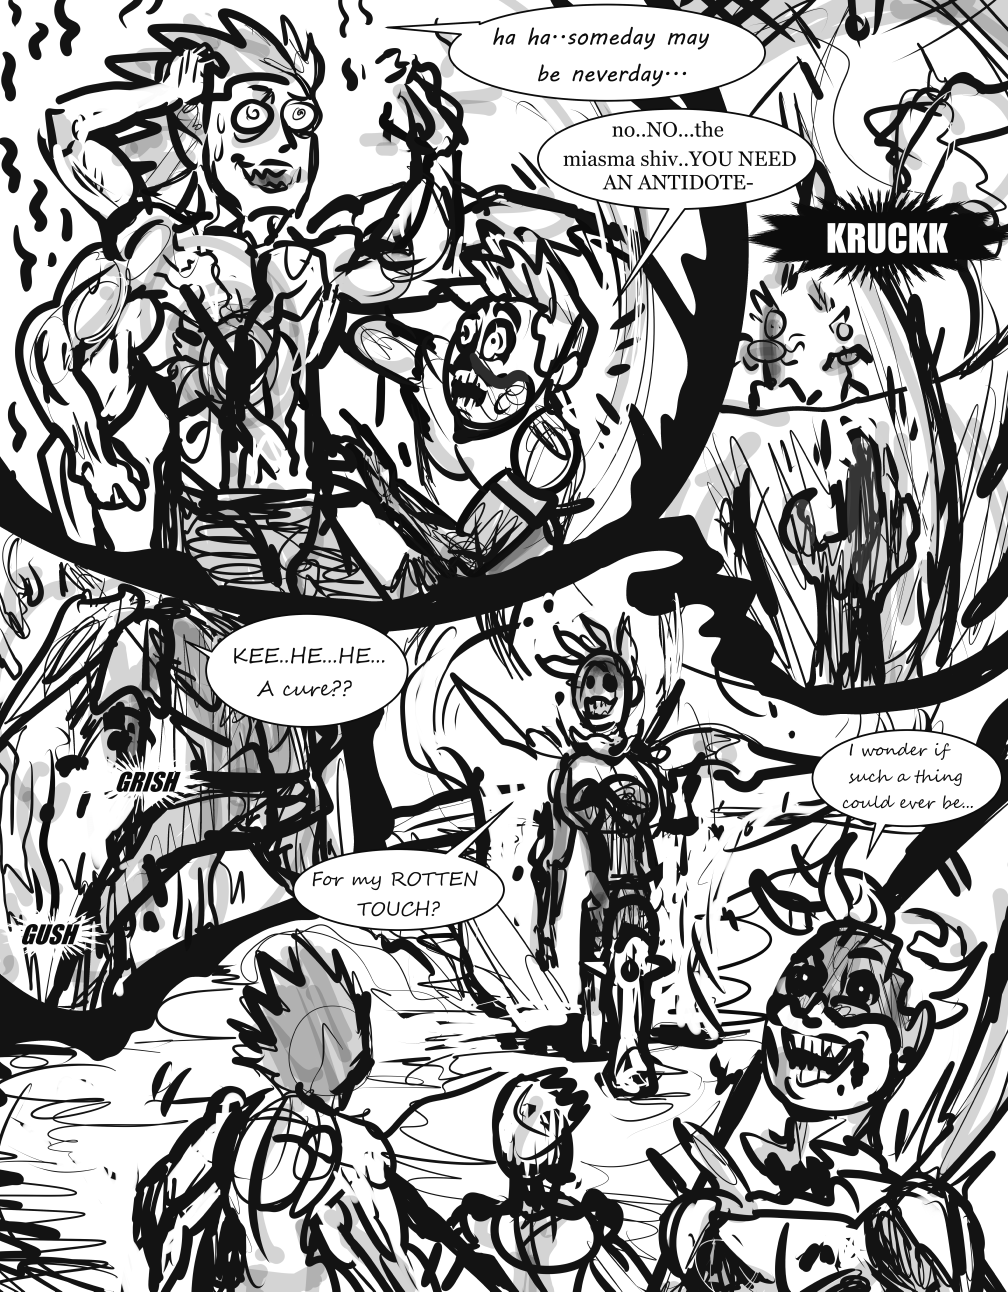 ha ha..someday may
be neverday...
no..NO...the
miasma shiv..YOU NEED
AN ANTIDOTE-
KRUCKK
KEE..HE...HE...
A cure??
GRISH
GUSH
For my ROTTEN
TOUCH?
I wonder if
such a thing
could ever be...